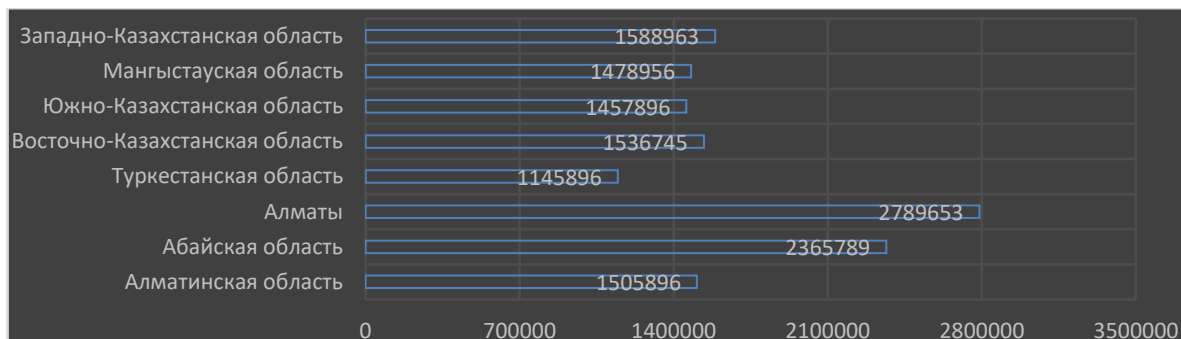 Западно-Казахстанская область 1588963
Мангыстауская область 1478956
Южно-Казахстанская область 1457896
Восточно-Казахстанская область 1536745
Туркестанская область 1145896
Алматы 2789653
Абайская область 2365789
Алматинская область 1505896
0 700000 1400000 2100000 2800000 3500000